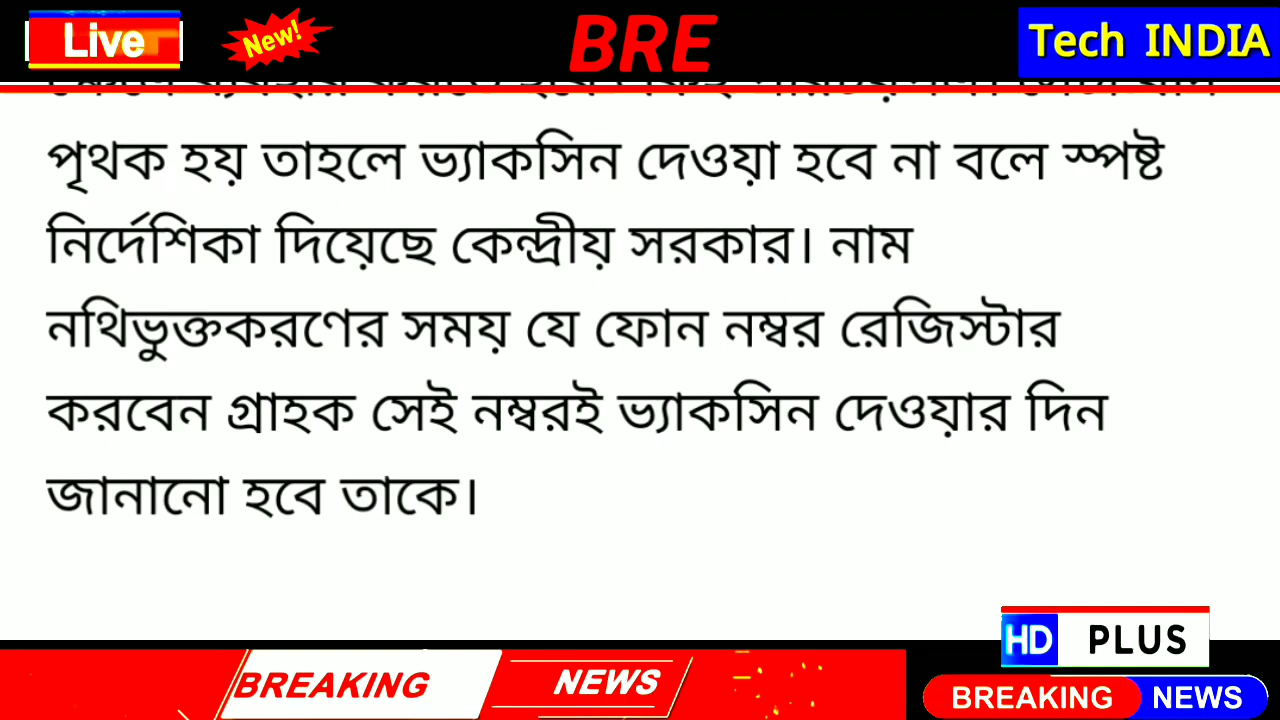 Live
New!
BRE
Tech INDIA
পৃথক হয় তাহলে ভ্যাকসিন দেওয়া হবে না বলে স্পষ্ট
নির্দেশিকা দিয়েছে কেন্দ্রীয় সরকার। নাম
নথিভুক্তকরণের সময় যে ফোন নম্বর রেজিস্টার
করবেন গ্রাহক সেই নম্বরই ভ্যাকসিন দেওয়ার দিন
জানানো হবে তাকে।
HD PLUS
BREAKING NEWS
BREAKING NEWS